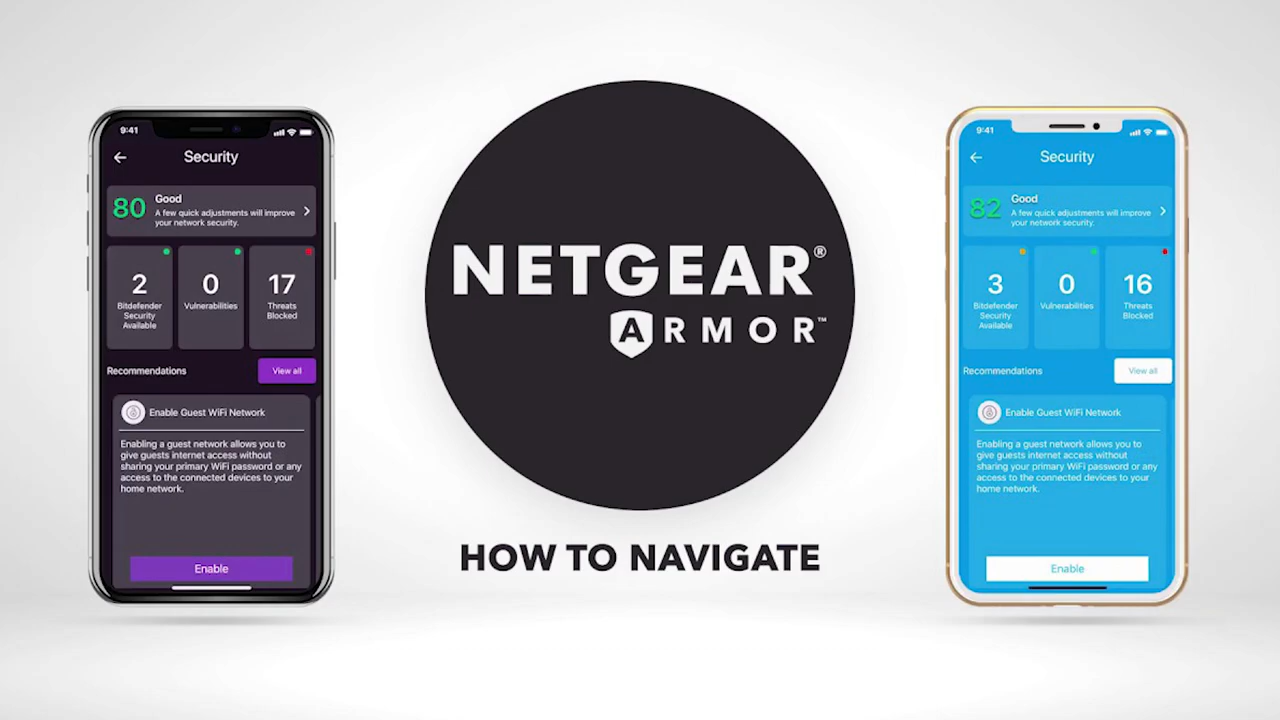 9:41
Security
80
Good
A few quick adjustments will improve
your network security.
2
Bitdefender
Security
Available
0
Vulnerabilities
17
Threats
Blocked
Recommendations
View all
Enable Guest WiFi Network
Enabling a guest network allows you to
give guests internet access without
sharing your primary WiFi password or any
access to the connected devices to your
home network.
Enable
NETGEAR®
ARMOR™
HOW TO NAVIGATE
9:41
Security
82
Good
A few quick adjustments will improve
your network security.
3
Bitdefender
Security
Available
0
Vulnerabilities
16
Threats
Blocked
Recommendations
View all
Enable Guest WiFi Network
Enabling a guest network allows you to
give guests internet access without
sharing your primary WiFi password or any
access to the connected devices to your
home network.
Enable